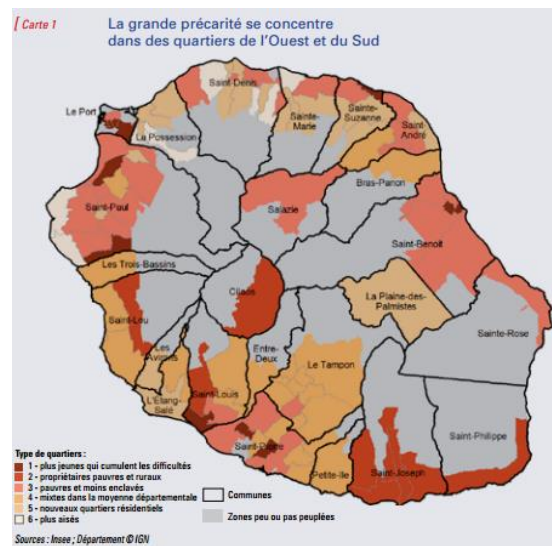 [ Carte 1
La grande précarité se concentre
dans des quartiers de l'Ouest et du Sud
Saint-Denis
Le Port
Sainte-
Marie
Sainte-
Suzanne
La Possession
Saint-
André
Bras-Panon
Saint-Paul
Salazie
Saint-Benoît
Les Trois-Bassins
Cilaos
La Plaine-des-
Palmistes
Saint-Leu
Sainte-Rose
Les
Avirons
Entre-
Deux
Le Tampon
L'Etang-
Salé
Saint-Louis
Saint-Philippe
Saint-Pierre
Petite-Ile
Saint-Joseph
Type de quartiers :
1 - plus jeunes qui cumulent les difficultés
2 - propriétaires pauvres et ruraux
3 - pauvres et moins enclavés
4 - mixtes dans la moyenne départementale
5 - nouveaux quartiers résidentiels
6 - plus aisés
Communes
Zones peu ou pas peuplées
Sources : Insee ; Département © IGN